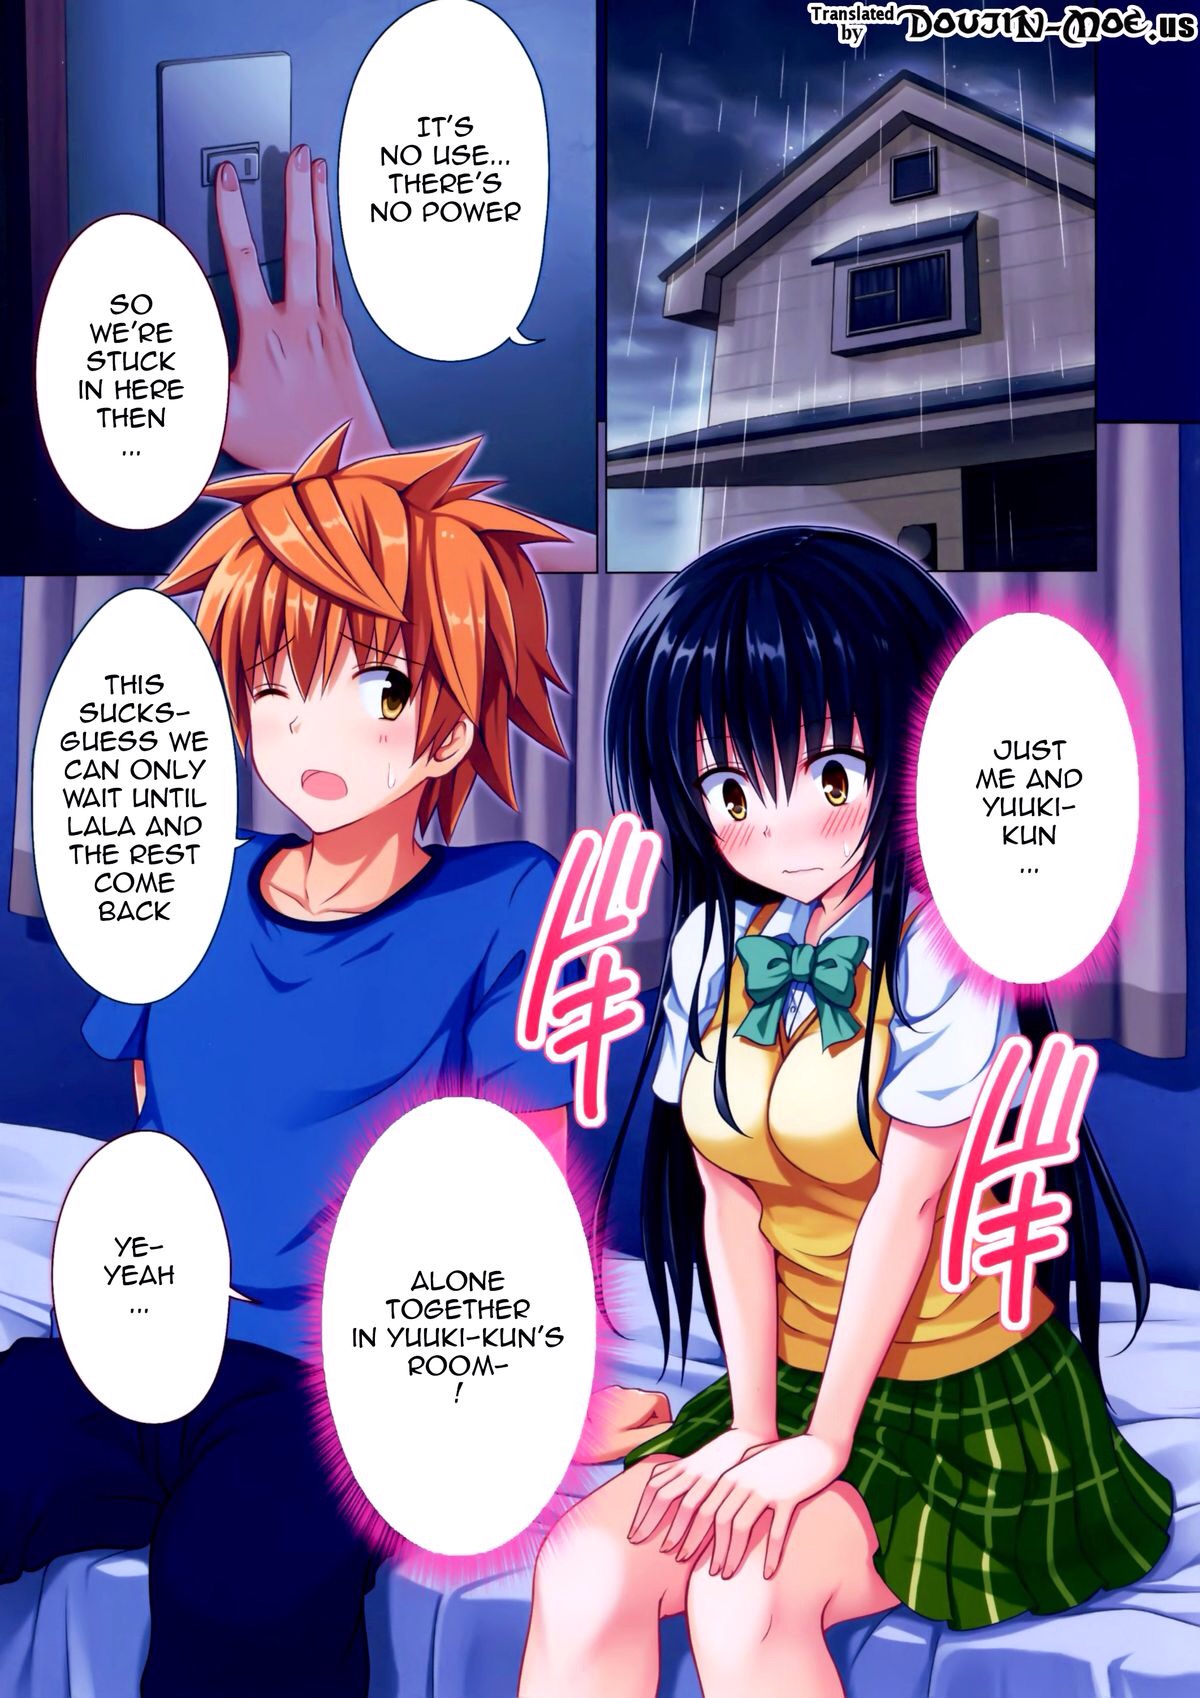 Translated
by
DOUJIN-MOE.us
IT'S
NO USE...
THERE'S
NO POWER
SO
WE'RE
STUCK
IN HERE
THEN
...
THIS
SUCKS-
GUESS WE
CAN ONLY
WAIT UNTIL
LALA AND
THE REST
COME
BACK
JUST
ME AND
YUUKI-
KUN
...
ドキ
ドキ
YE-
YEAH
...
ALONE
TOGETHER
IN YUUKI-KUN'S
ROOM-
!